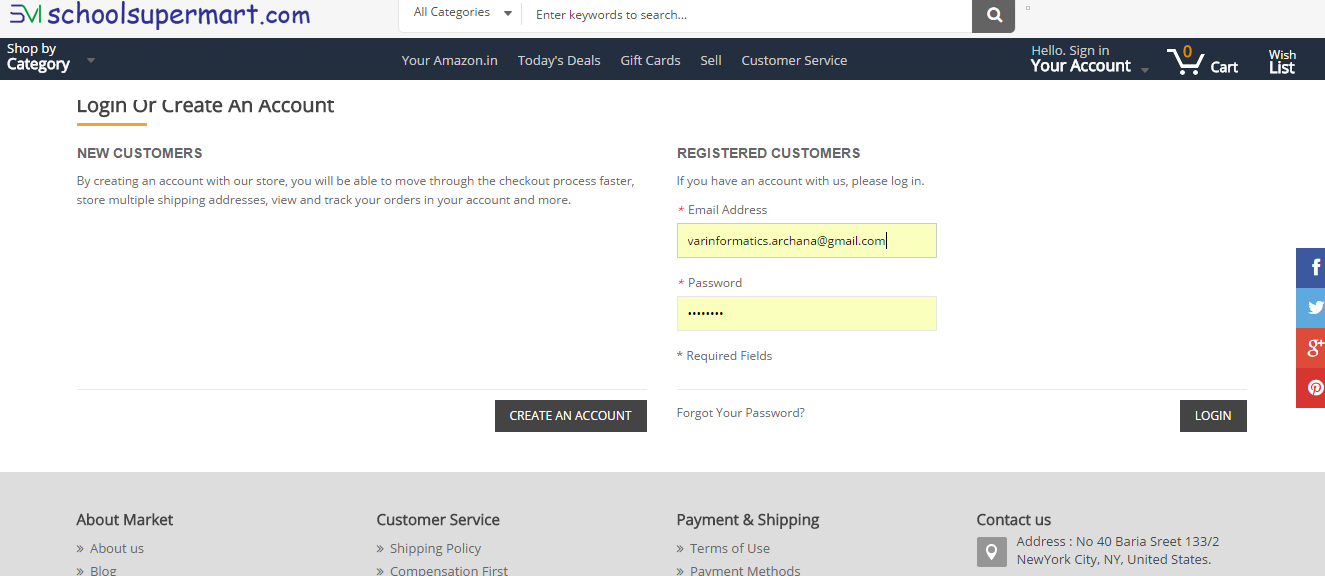 SM schoolsupermart.com
All Categories
Enter keywords to search...
Shop by
Category
Your Amazon.in Today's Deals Gift Cards Sell Customer Service
Hello. Sign in
Your Account
0
Cart
Wish
List
Login Or Create An Account
NEW CUSTOMERS
By creating an account with our store, you will be able to move through the checkout process faster,
store multiple shipping addresses, view and track your orders in your account and more.
CREATE AN ACCOUNT
REGISTERED CUSTOMERS
If you have an account with us, please log in.
* Email Address
varinformatics.archana@gmail.com
* Password
••••••••
* Required Fields
Forgot Your Password?
LOGIN
f
g+
About Market
» About us
» Blog
Customer Service
» Shipping Policy
» Compensation First
Payment & Shipping
» Terms of Use
» Payment Methods
Contact us
Address : No 40 Baria Sreet 133/2
NewYork City, NY, United States.